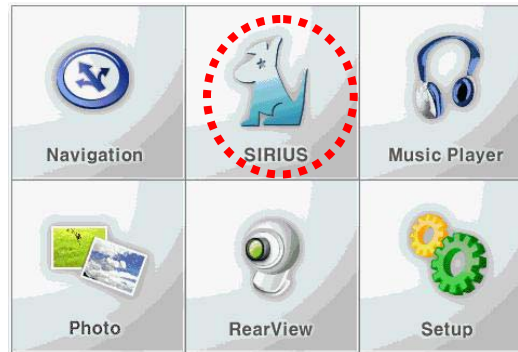 Navigation
SIRIUS
Music Player
Photo
RearView
Setup